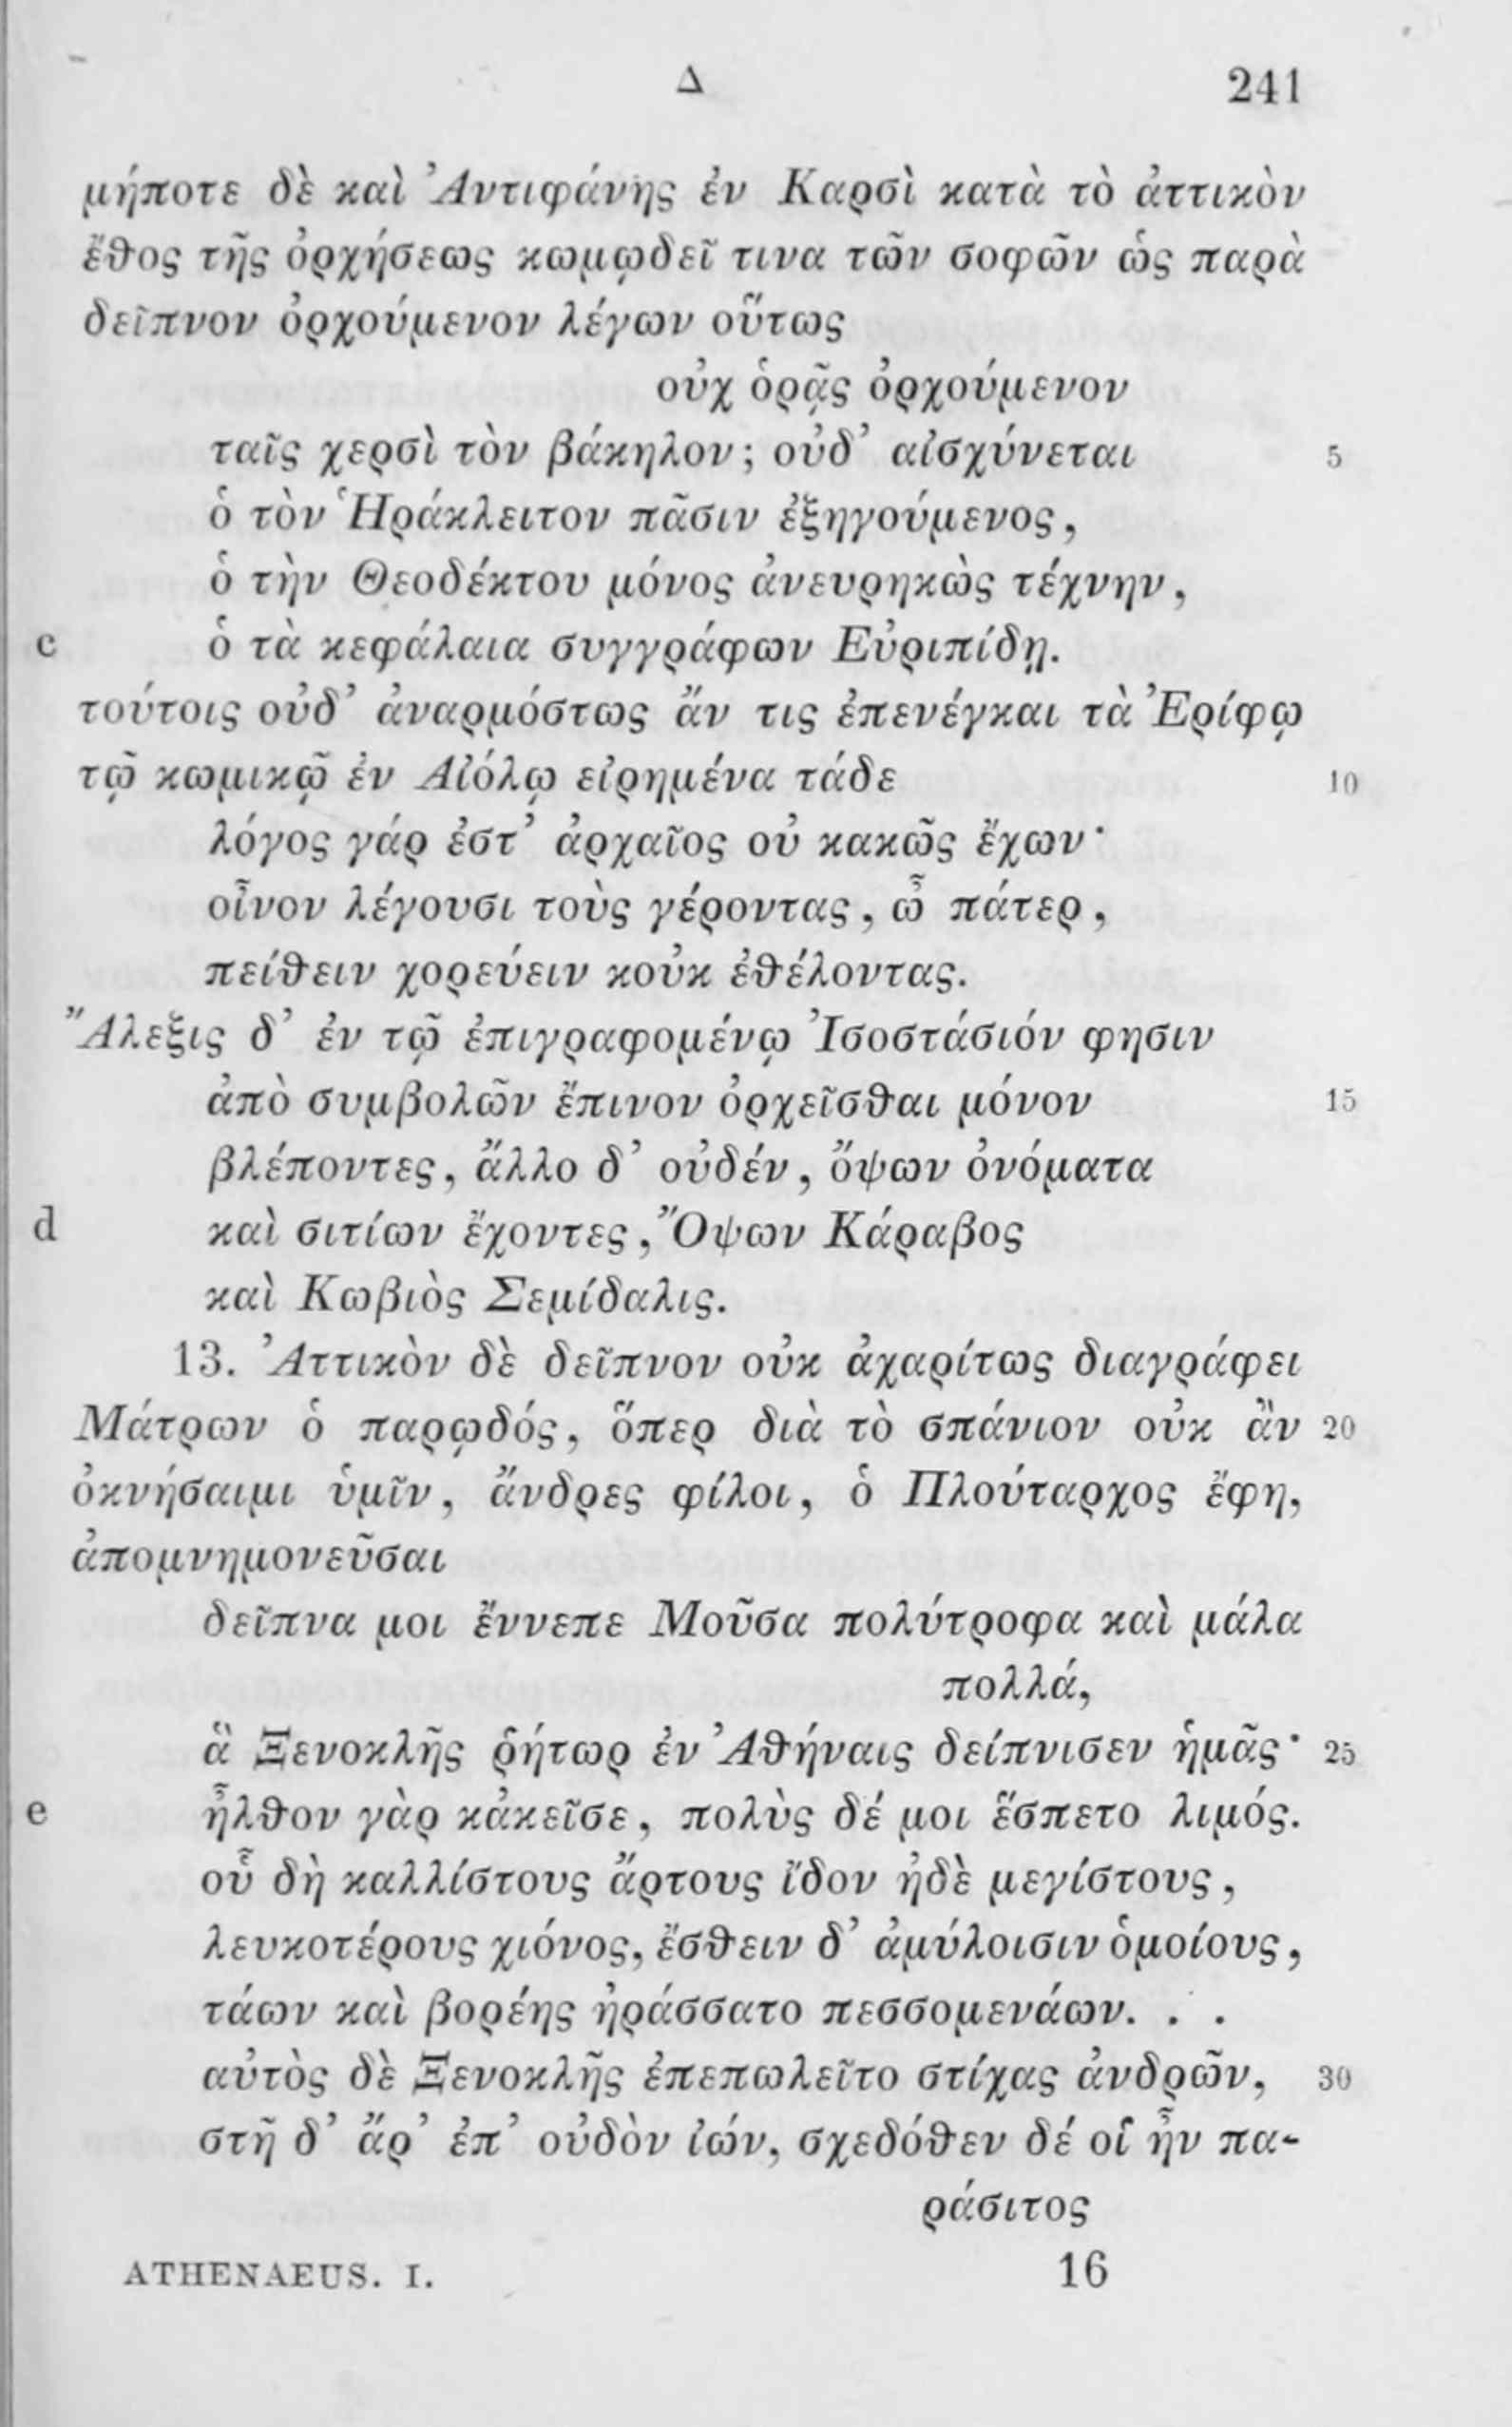 Δ 241
μήποτε δὲ καὶ Ἀντιφάνης ἐν Καρσὶ κατὰ τὸ ἀττικὸν
ἔθος τῆς ὀρχήσεως κωμῳδεῖ τινα τῶν σοφῶν ὡς παρὰ
δεῖπνον ὀρχούμενον λέγων οὕτως
οὐχ ὁρᾷς ὀρχούμενον
ταῖς χερσὶ τὸν βάκηλον; οὐδ’ αἰσχύνεται 5
ὁ τὸν Ἡράκλειτον πᾶσιν ἐξηγούμενος,
ὁ τὴν Θεοδέκτου μόνος ἀνευρηκὼς τέχνην,
c ὁ τὰ κεφάλαια συγγράφων Εὐριπίδῃ.
τούτοις οὐδ’ ἀναρμόστως ἄν τις ἐπενέγκαι τὰ Ἐρίφῳ
τῷ κωμικῷ ἐν Αἰόλῳ εἰρημένα τάδε 10
λόγος γάρ ἐστ’ ἀρχαῖος οὐ κακῶς ἔχων·
οἶνον λέγουσι τοὺς γέροντας, ὦ πάτερ,
πείθειν χορεύειν κοὐκ ἐθέλοντας.
Ἄλεξις δ’ ἐν τῷ ἐπιγραφομένῳ Ἰσοστάσιόν φησιν
ἀπὸ συμβολῶν ἔπινον ὀρχεῖσθαι μόνον 15
βλέποντες, ἄλλο δ’ οὐδέν, ὄψων ὀνόματα
d καὶ σιτίων ἔχοντες, Ὄψων Κάραβος
καὶ Κωβιὸς Σεμίδαλις.
13. Ἀττικὸν δὲ δεῖπνον οὐκ ἀχαρίτως διαγράφει
Μάτρων ὁ παρῳδός, ὅπερ διὰ τὸ σπάνιον οὐκ ἂν 20
ὀκνήσαιμι ὑμῖν, ἄνδρες φίλοι, ὁ Πλούταρχος ἔφη,
ἀπομνημονεῦσαι
δεῖπνα μοι ἔννεπε Μοῦσα πολύτροφα καὶ μάλα
πολλά,
ἃ Ξενοκλῆς ῥήτωρ ἐν Ἀθήναις δείπνισεν ἡμᾶς· 25
e ἦλθον γὰρ κἀκεῖσε, πολὺς δέ μοι ἕσπετο λιμός.
οὗ δὴ καλλίστους ἄρτους ἴδον ἠδὲ μεγίστους,
λευκοτέρους χιόνος, ἔσθειν δ’ ἀμύλοισιν ὁμοίους,
τάων καὶ βορέης ἠράσσατο πεσσομενάων. . .
αὐτὸς δὲ Ξενοκλῆς ἐπεπωλεῖτο στίχας ἀνδρῶν, 30
στῆ δ’ ἄρ’ ἐπ’ οὐδὸν ἰών, σχεδόθεν δέ οἱ ἦν πα-
ράσιτος
ATHENAEUS. I. 16